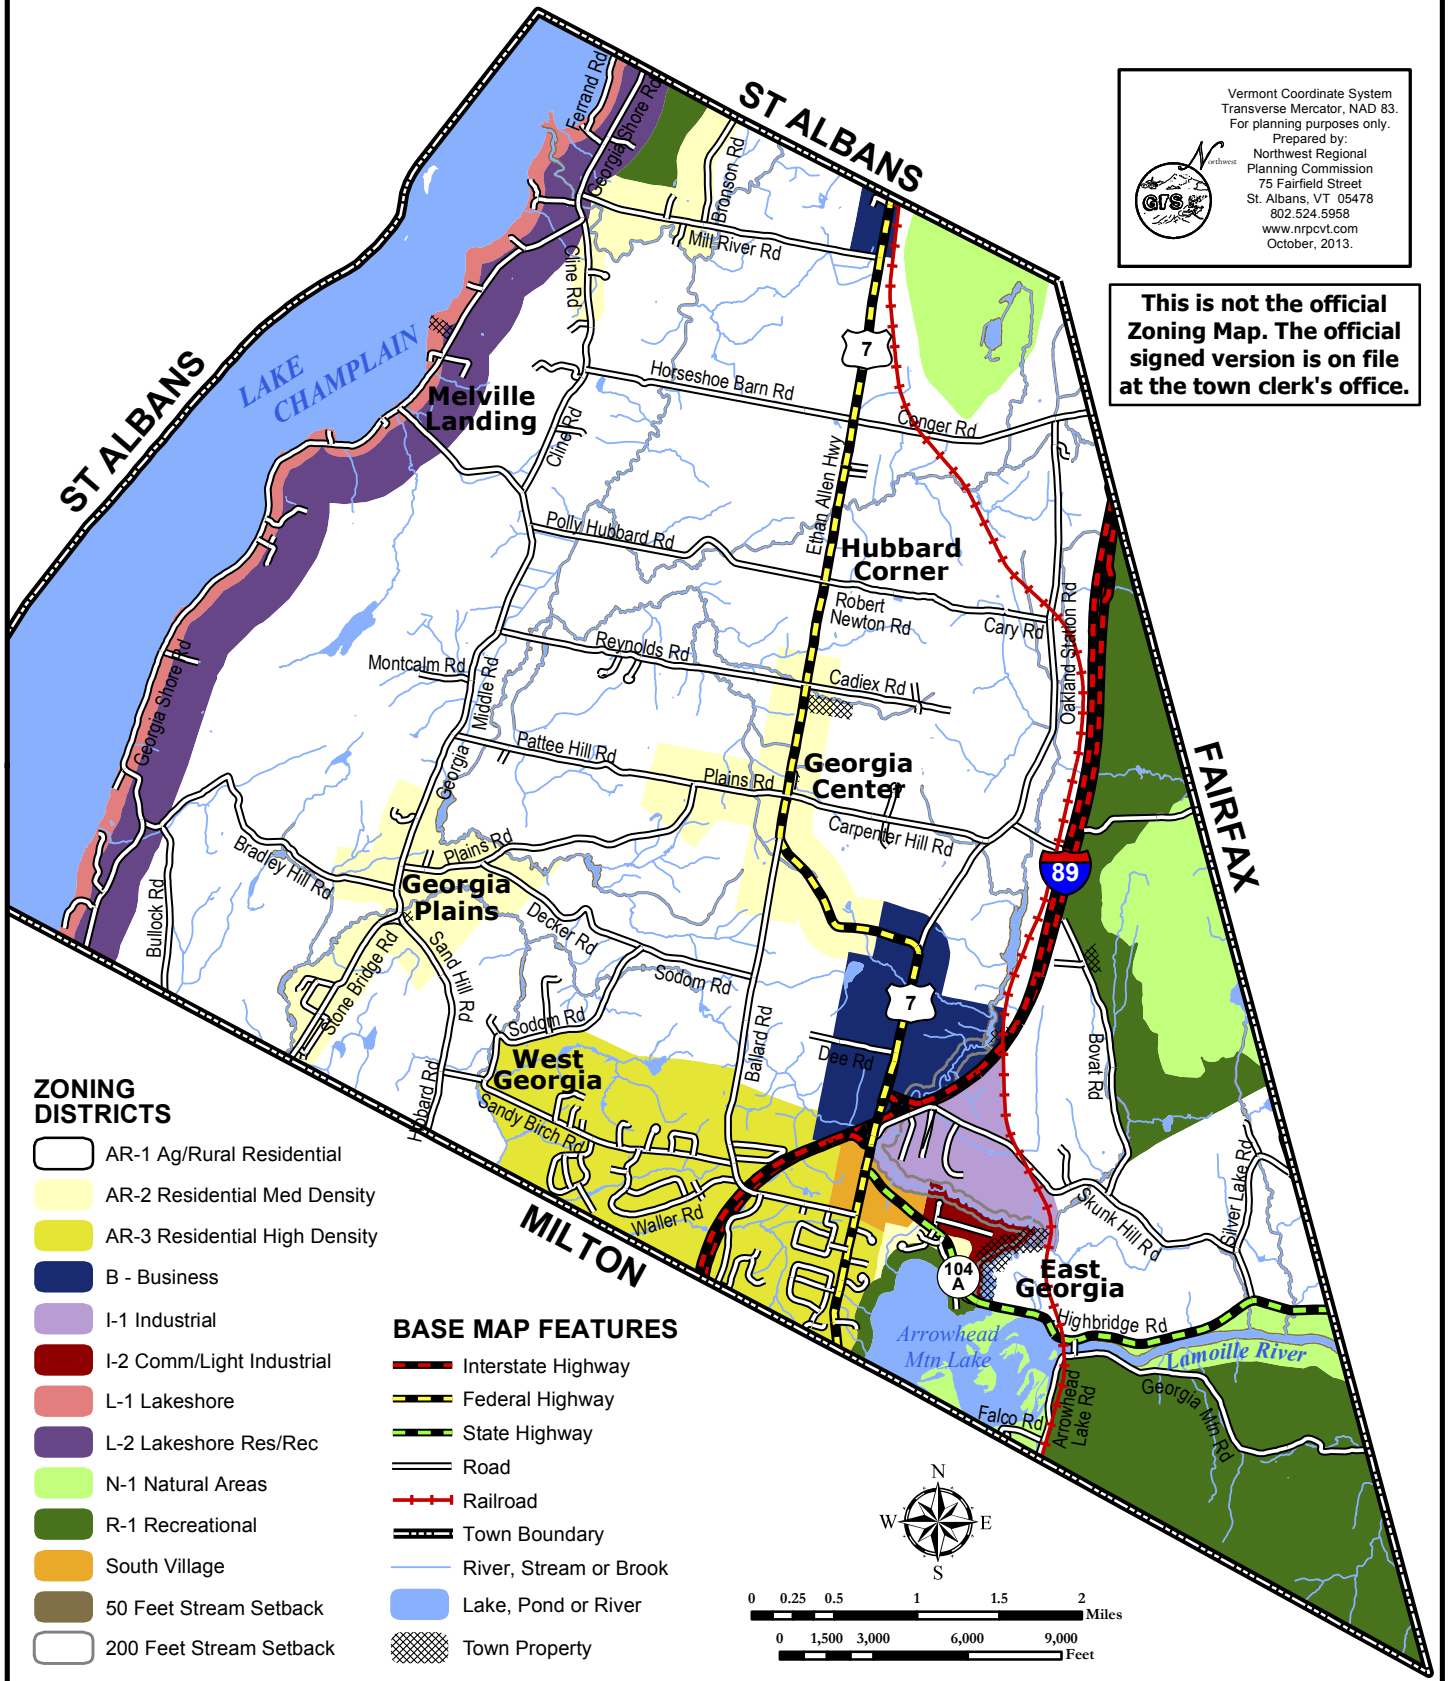 ST ALBANS
Vermont Coordinate System
Transverse Mercator, NAD 83.
For planning purposes only.
Prepared by:
Northwest Regional
Planning Commission
75 Fairfield Street
St. Albans, VT 05478
802.524.5958
www.nrpcvt.com
October, 2013.
Northwest
GIS
This is not the official
Zoning Map. The official
signed version is on file
at the town clerk's office.
Ferrand Rd
Georgia Shore Rd
Bronson Rd
Mill River Rd
Cline Rd
7
ST ALBANS
LAKE
CHAMPLAIN
Melville
Landing
Horseshoe Barn Rd
Conger Rd
Cline Rd
Ethan Allen Hwy
Polly Hubbard Rd
Hubbard
Corner
Robert
Newton Rd
Cary Rd
Oakland Station Rd
Reynolds Rd
Montcalm Rd
Cadiex Rd
Georgia Shore Rd
Georgia
Middle Rd
Pattee Hill Rd
Plains Rd
Georgia
Center
Carpenter Hill Rd
FAIRFAX
Plains Rd
Bradley Hill Rd
89
Georgia
Plains
Bullock Rd
Decker Rd
Sand Hill Rd
Stone Bridge Rd
Sodom Rd
7
Sodom Rd
Ballard Rd
Dee Rd
Bovat Rd
West
Georgia
Hibbard Rd
Sandy Birch Rd
Silver Lake Rd
Skunk Hill Rd
Waller Rd
MILTON
104
A
East
Georgia
Highbridge Rd
Arrowhead
Mtn Lake
Lamoille River
Georgia Mtn Rd
Arrowhead
Lake Rd
Falco Rd
ZONING
DISTRICTS
AR-1 Ag/Rural Residential
AR-2 Residential Med Density
AR-3 Residential High Density
B - Business
I-1 Industrial
I-2 Comm/Light Industrial
L-1 Lakeshore
L-2 Lakeshore Res/Rec
N-1 Natural Areas
R-1 Recreational
South Village
50 Feet Stream Setback
200 Feet Stream Setback
BASE MAP FEATURES
Interstate Highway
Federal Highway
State Highway
Road
Railroad
Town Boundary
River, Stream or Brook
Lake, Pond or River
Town Property
N
W E
S
0 0.25 0.5 1 1.5 2
Miles
0 1,500 3,000 6,000 9,000
Feet